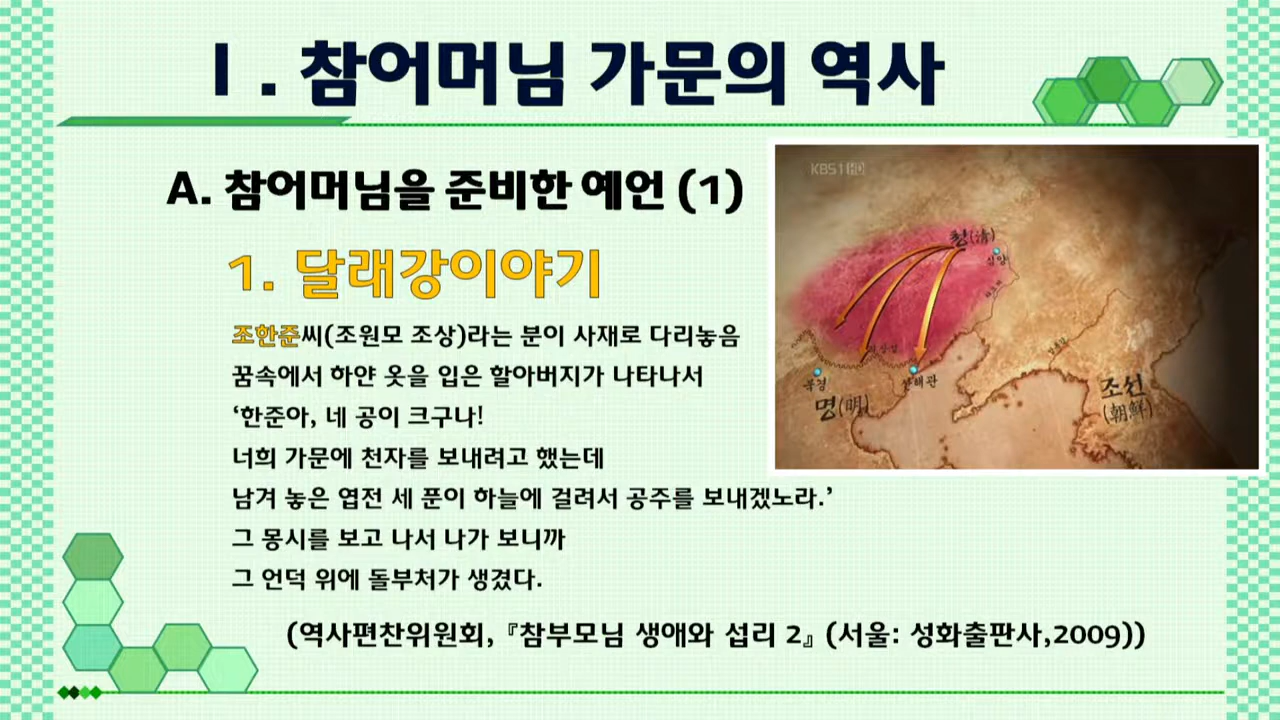 Ⅰ. 참어머님 가문의 역사
A. 참어머님을 준비한 예언 (1)
1. 달래강이야기
조한준씨(조원모 조상)라는 분이 사재로 다리놓음
꿈속에서 하얀 옷을 입은 할아버지가 나타나서
‘한준아, 네 공이 크구나!
너희 가문에 천자를 보내려고 했는데
남겨 놓은 엽전 세 푼이 하늘에 걸려서 공주를 보내겠노라.’
그 몽시를 보고 나서 나가 보니까
그 언덕 위에 돌부처가 생겼다.
(역사편찬위원회, 『참부모님 생애와 섭리 2』 (서울: 성화출판사,2009))
KBS1 HD
청(清)
심양
북경
산해관
명(明)
조선
(朝鮮)